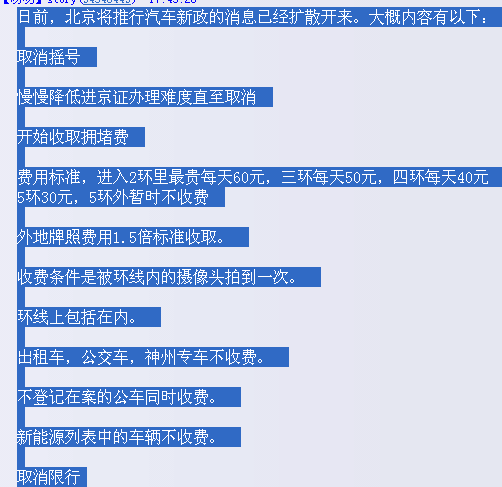 日前，北京将推行汽车新政的消息已经扩散开来。大概内容有以下：
取消摇号
慢慢降低进京证办理难度直至取消
开始收取拥堵费
费用标准，进入2环里最贵每天60元，三环每天50元，四环每天40元
5环30元，5环外暂时不收费
外地牌照费用1.5倍标准收取。
收费条件是被环线内的摄像头拍到一次。
环线上包括在内。
出租车，公交车，神州专车不收费。
不登记在案的公车同时收费。
新能源列表中的车辆不收费。
取消限行